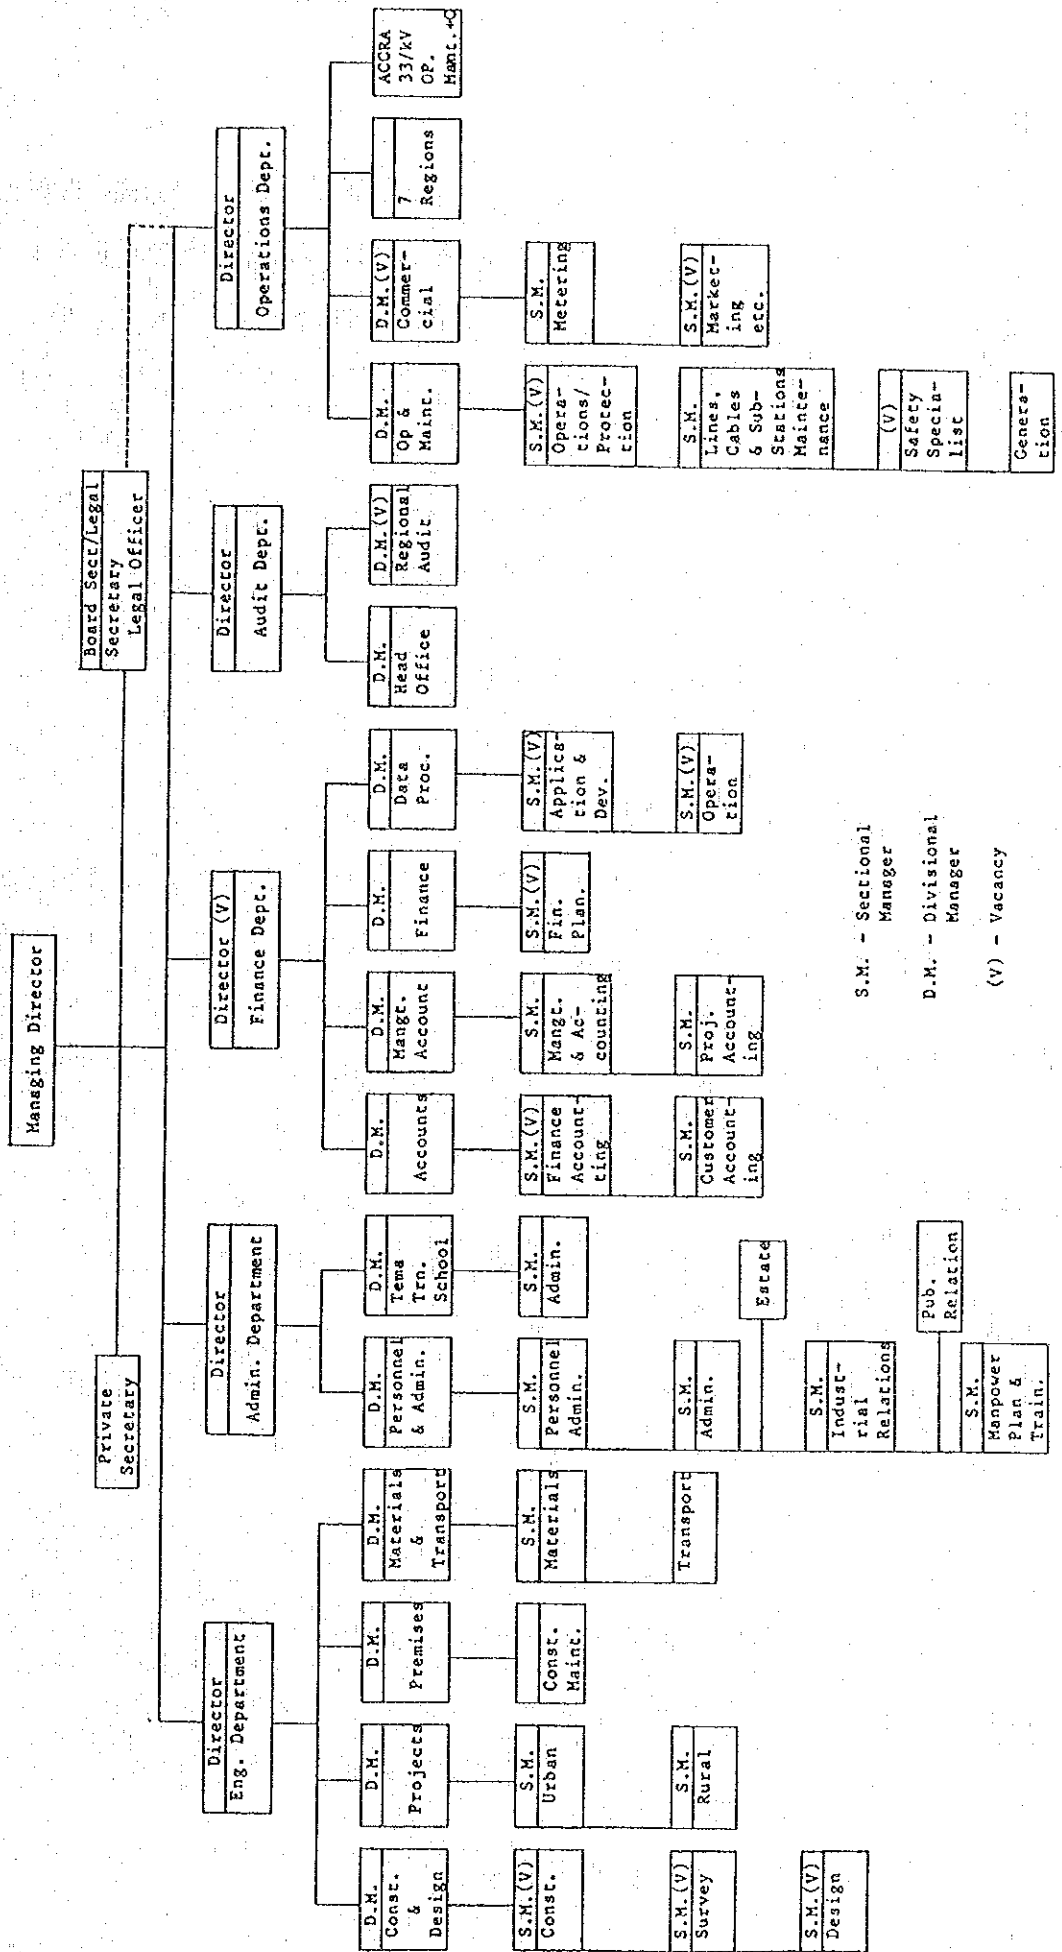 Managing Director
Private
Secretary
Board Sect/Legal
Secretary
Legal Officer
Director
Eng. Department
Director
Admin. Department
Director (V)
Finance Dept.
Director
Audit Dept.
Director
Operations Dept.
D.M.
Const.
&
Design
D.M.
Projects
D.M.
Premises
D.M.
Materials
&
Transport
D.M.
Personnel
& Admin.
D.M.
Tema
Trn.
School
D.M.
Accounts
D.M.
Mangt.
Account
D.M.
Finance
D.M.
Data
Proc.
D.M.
Head
Office
D.M.(V)
Regional
Audit
D.M.
Op &
Maint.
D.M.(V)
Commer-
cial
7
Regions
ACCRA
33/kV
OP.
Mant.+C
S.M.(V)
Const.
S.M.(V)
Survey
S.M.(V)
Design
S.M.
Urban
S.M.
Rural
Const.
Maint.
S.M.
Materials
Transport
S.M.
Personnel
Admin.
S.M.
Admin.
Estate
S.M.
Indust-
rial
Relations
Pub.
Relation
S.M.
Manpower
Plan &
Train.
S.M.
Admin.
S.M.(V)
Finance
Account-
ting
S.M.
Customer
Account-
ing
S.M.
Mangt.
& Ac-
counting
S.M.
Proj.
Account-
ing
S.M.(V)
Fin.
Plan.
S.M.(V)
Applica-
tion &
Dev.
S.M.(V)
Opera-
tion
S.M.(V)
Opera-
tions/
Protec-
tion
S.M.
Lines,
Cables
& Sub-
Stations
Mainte-
nance
(V)
Safety
Specia-
list
Genera-
tion
S.M.
Metering
S.M.(V)
Market-
ing
etc.
S.M. - Sectional
Manager
D.M. - Divisional
Manager
(V) - Vacancy